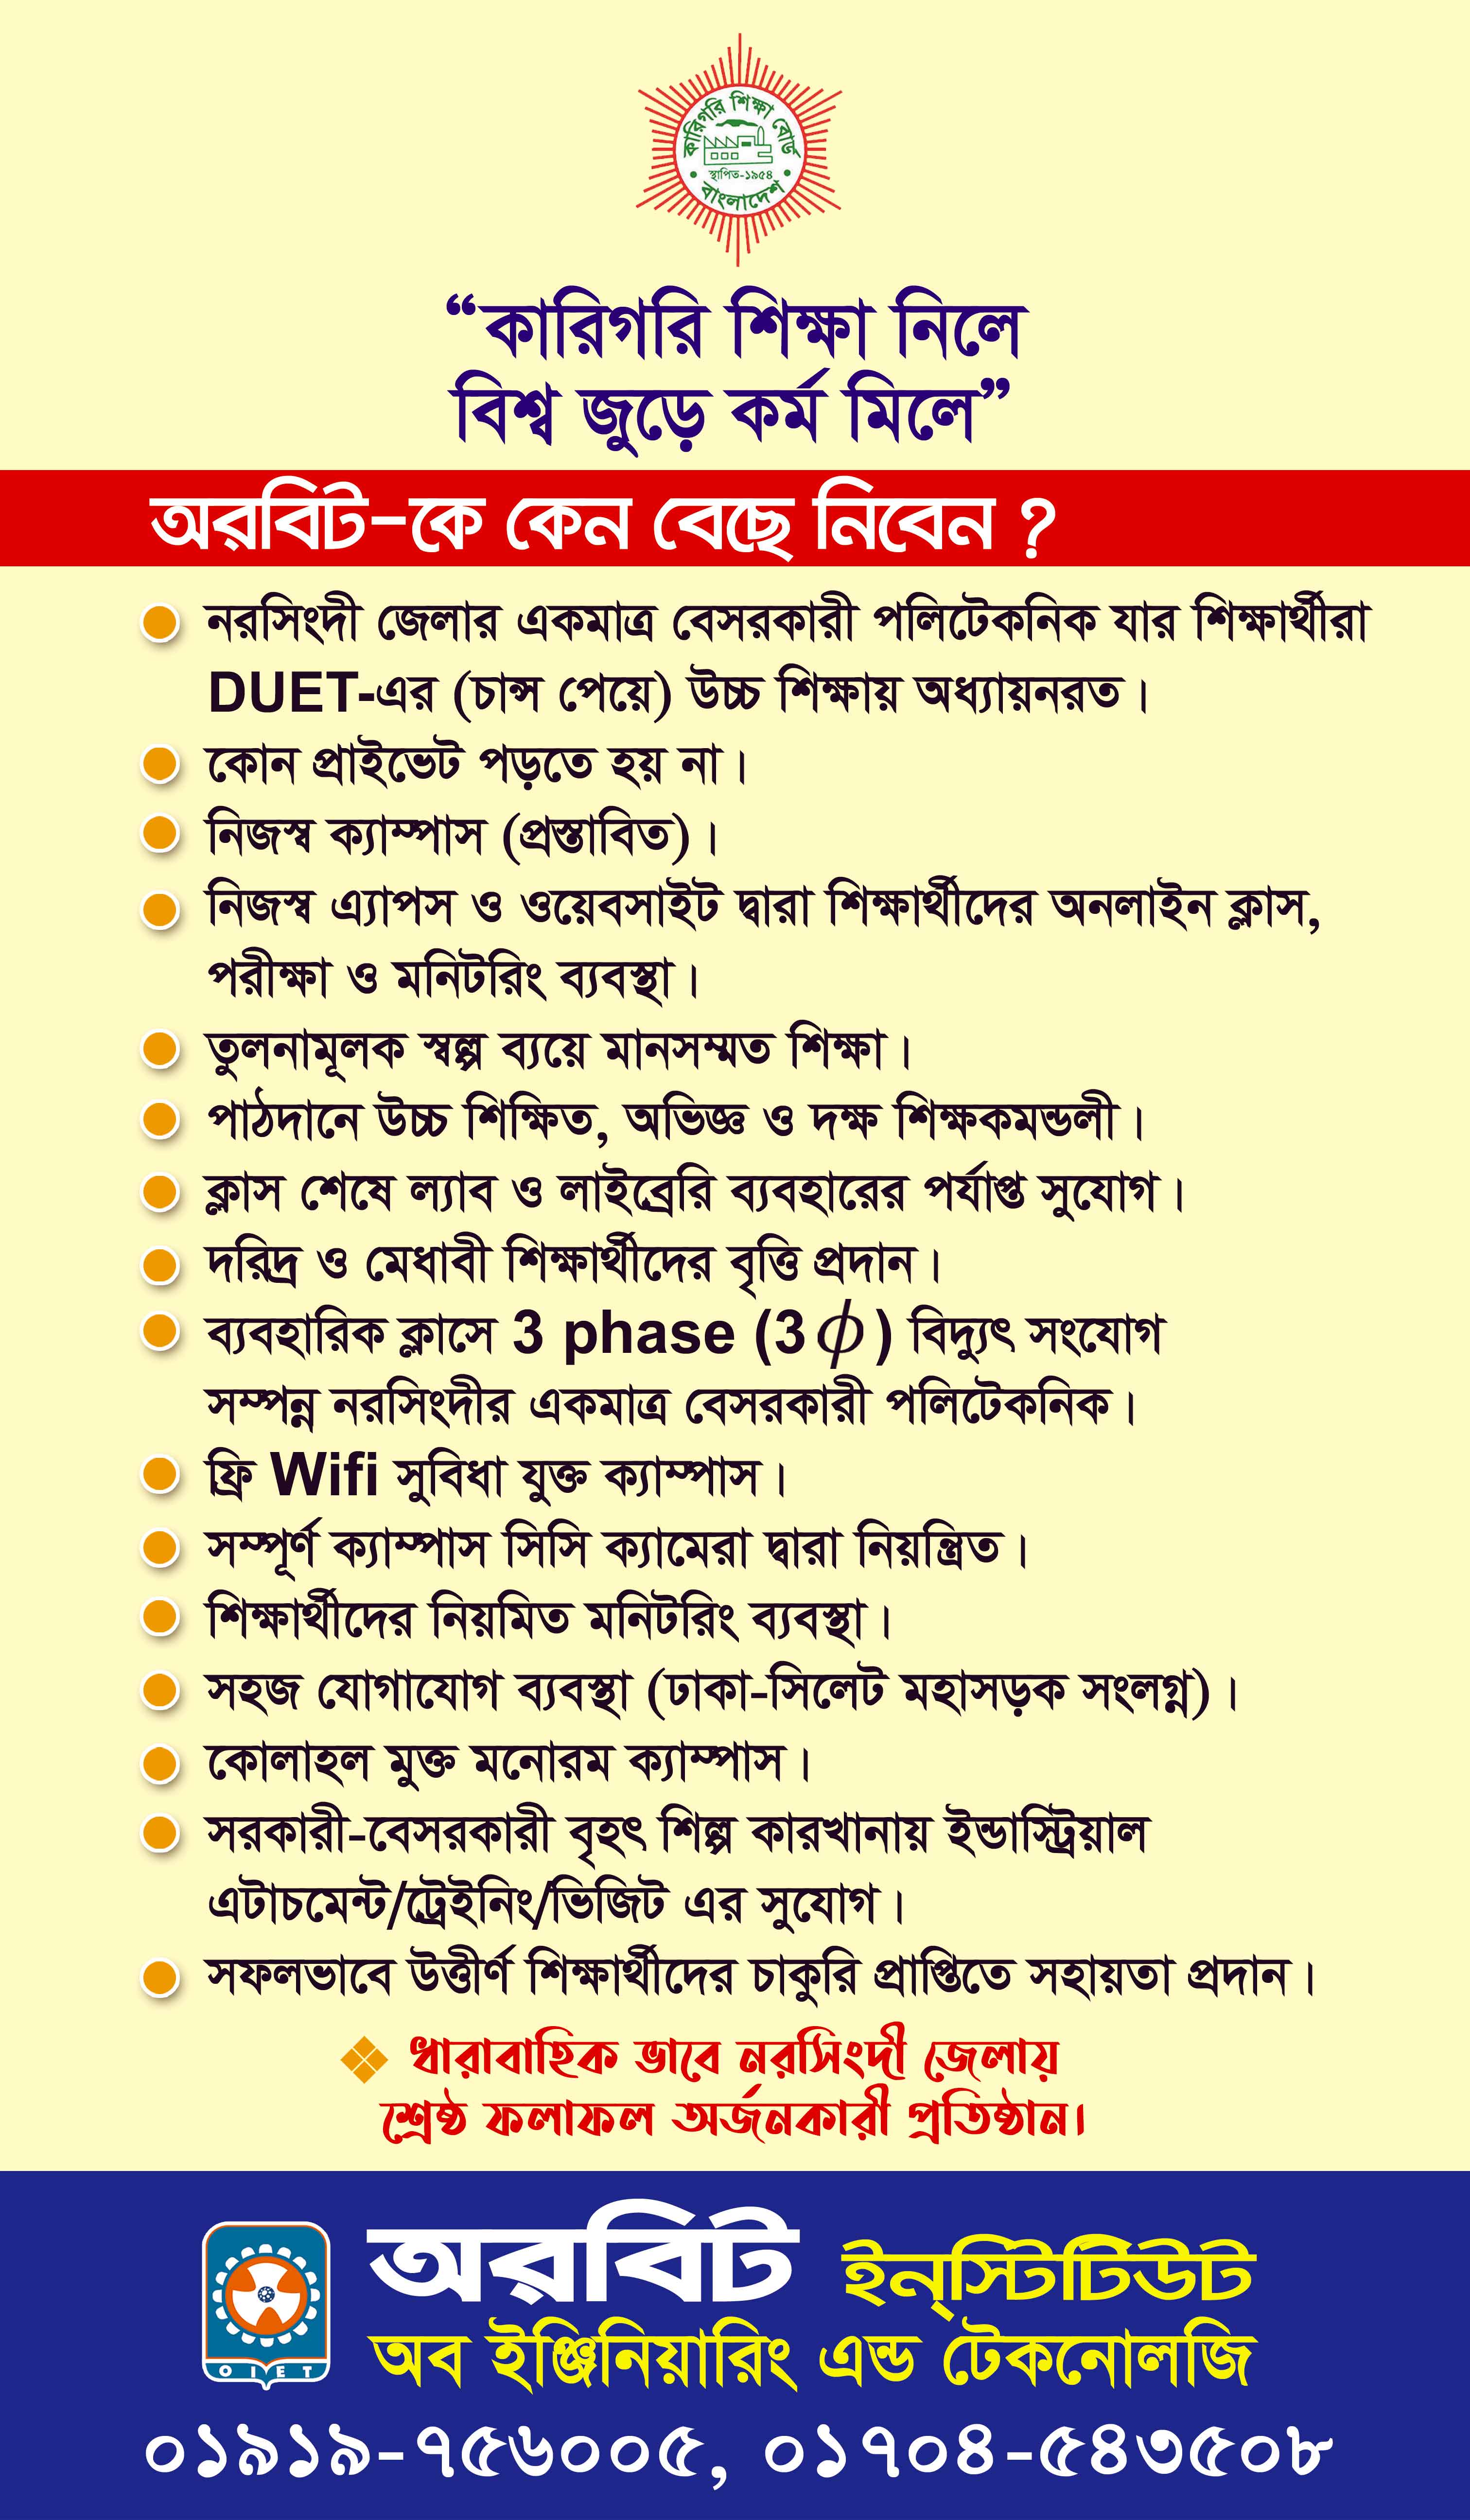 কারিগরি শিক্ষা বোর্ড
স্থাপিত-১৯৫৪
বাংলাদেশ
“কারিগরি শিক্ষা নিলে
বিশ্ব জুড়ে কর্ম মিলে”
অরবিট-কে কেন বেছে নিবেন ?
নরসিংদী জেলার একমাত্র বেসরকারী পলিটেকনিক যার শিক্ষার্থীরা
DUET-এর (চান্স পেয়ে) উচ্চ শিক্ষায় অধ্যায়নরত।
কোন প্রাইভেট পড়তে হয় না।
নিজস্ব ক্যাম্পাস (প্রস্তাবিত)।
নিজস্ব এ্যাপস ও ওয়েবসাইট দ্বারা শিক্ষার্থীদের অনলাইন ক্লাস,
পরীক্ষা ও মনিটরিং ব্যবস্থা।
তুলনামূলক স্বল্প ব্যয়ে মানসম্মত শিক্ষা।
পাঠদানে উচ্চ শিক্ষিত, অভিজ্ঞ ও দক্ষ শিক্ষকমন্ডলী।
ক্লাস শেষে ল্যাব ও লাইব্রেরি ব্যবহারের পর্যাপ্ত সুযোগ।
দরিদ্র ও মেধাবী শিক্ষার্থীদের বৃত্তি প্রদান।
ব্যবহারিক ক্লাসে 3 phase (3ϕ) বিদ্যুৎ সংযোগ
সম্পন্ন নরসিংদীর একমাত্র বেসরকারী পলিটেকনিক।
ফ্রি Wifi সুবিধা যুক্ত ক্যাম্পাস।
সম্পূর্ণ ক্যাম্পাস সিসি ক্যামেরা দ্বারা নিয়ন্ত্রিত।
শিক্ষার্থীদের নিয়মিত মনিটরিং ব্যবস্থা।
সহজ যোগাযোগ ব্যবস্থা (ঢাকা-সিলেট মহাসড়ক সংলগ্ন)।
কোলাহল মুক্ত মনোরম ক্যাম্পাস।
সরকারী-বেসরকারী বৃহৎ শিল্প কারখানায় ইন্ডাস্ট্রিয়াল
এটাচমেন্ট/ট্রেইনিং/ভিজিট এর সুযোগ।
সফলভাবে উত্তীর্ণ শিক্ষার্থীদের চাকুরি প্রাপ্তিতে সহায়তা প্রদান।
ধারাবাহিক ভাবে নরসিংদী জেলায়
শ্রেষ্ঠ ফলাফল অর্জনকারী প্রতিষ্ঠান।
অরবিট ইন্‌স্টিটিউট
অব ইঞ্জিনিয়ারিং এন্ড টেকনোলজি
OIET
০১৯১৯-৭৫৬০০৫, ০১৭০৪-৫৪৩৫০৮